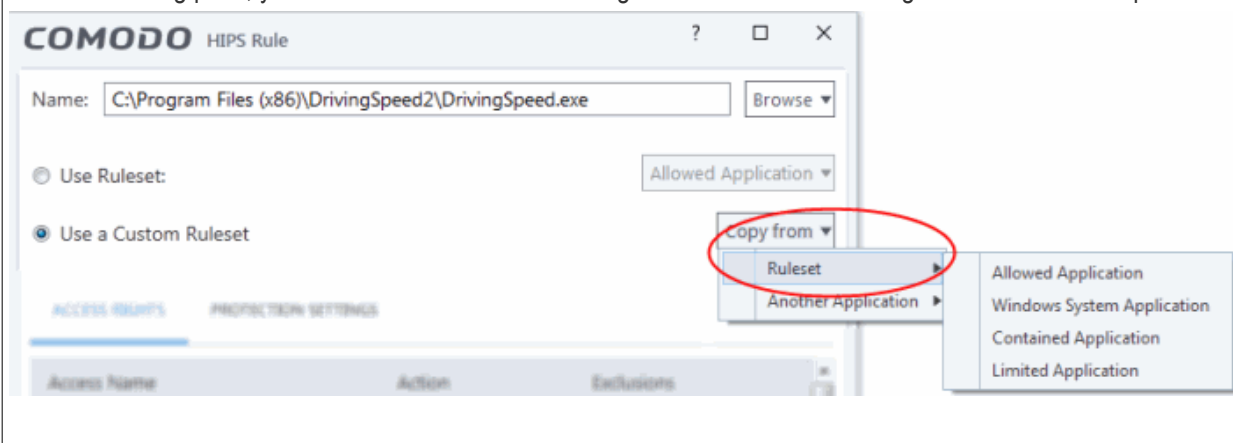 COMODO HIPS Rule ?
Name: C:\Program Files (x86)\DrivingSpeed2\DrivingSpeed.exe Browse
Use Ruleset: Allowed Application
Use a Custom Ruleset Copy from
Ruleset
Another Application
Allowed Application
Windows System Application
Contained Application
Limited Application
ACCESS RIGHTS PROTECTION SETTINGS
Access Name Action Exclusions